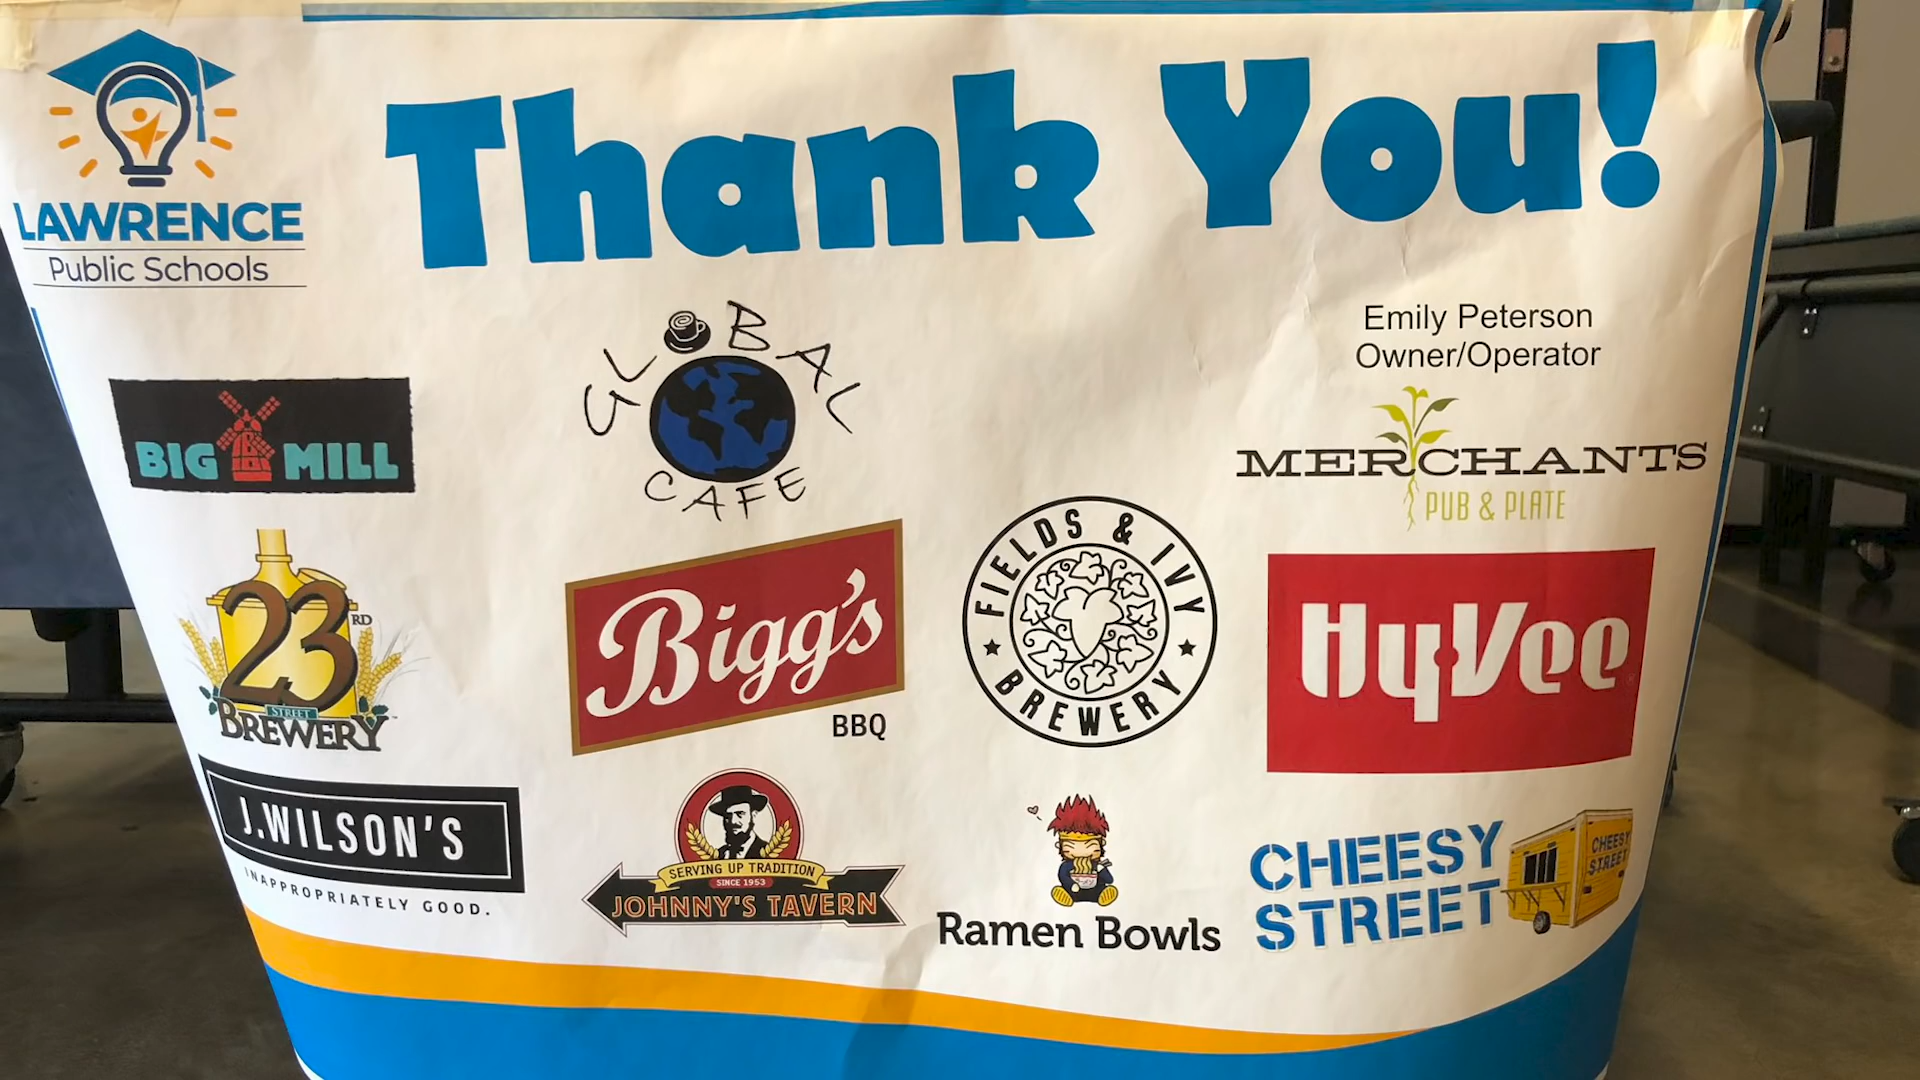 Thank You!
LAWRENCE
Public Schools
GLOBAL
CAFE
Emily Peterson
Owner/Operator
BIG MILL
MERCHANTS
PUB & PLATE
23RD
STREET
BREWERY
Bigg's
BBQ
FIELDS & IVY
BREWERY
HyVee
J.WILSON'S
INAPPROPRIATELY GOOD.
SERVING UP TRADITION
SINCE 1953
JOHNNY'S TAVERN
Ramen Bowls
CHEESY
STREET
CHEESY
STREET